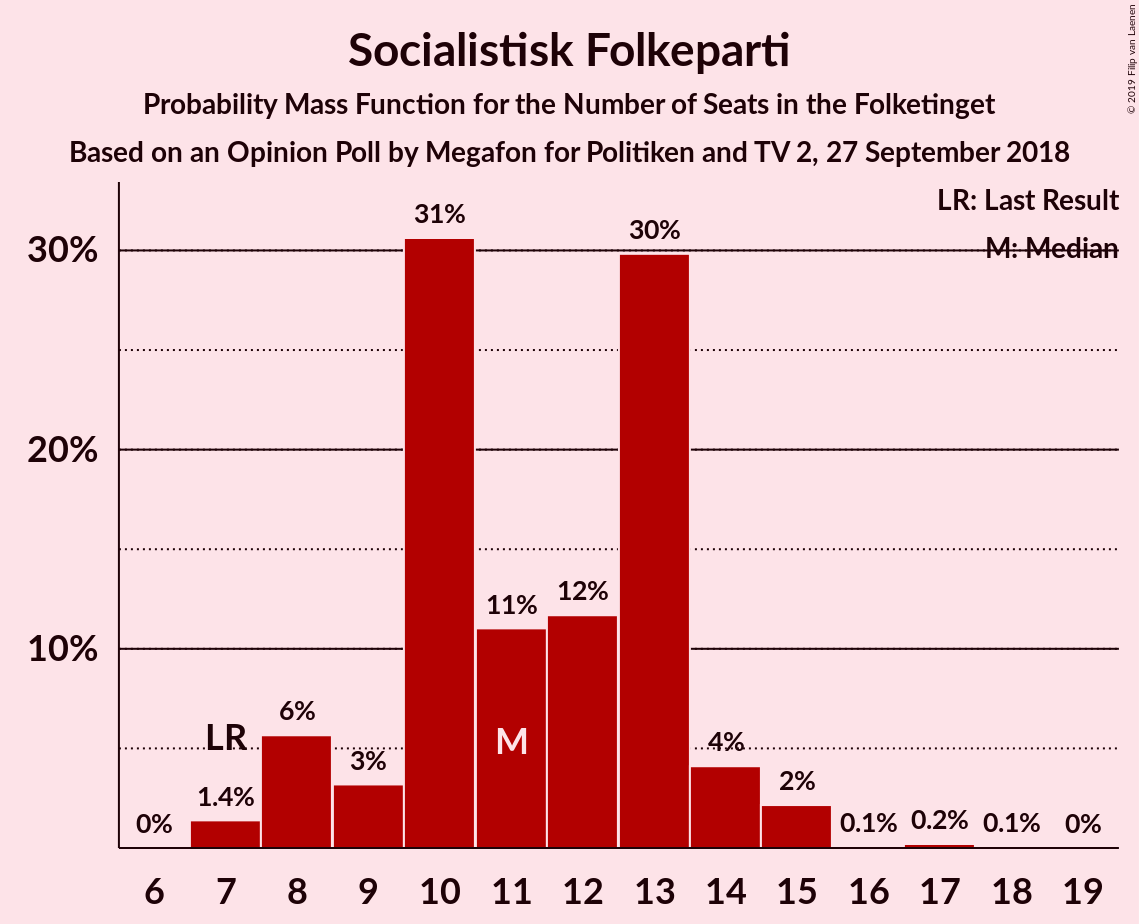 Socialistisk Folkeparti
Probability Mass Function for the Number of Seats in the Folketinget
Based on an Opinion Poll by Megafon for Politiken and TV 2, 27 September 2018
© 2019 Filip van Laenen
LR: Last Result
M: Median
30%
20%
10%
0%
LR
1.4%
6%
3%
31%
11%
M
12%
30%
4%
2%
0.1%
0.2%
0.1%
0%
6 7 8 9 10 11 12 13 14 15 16 17 18 19